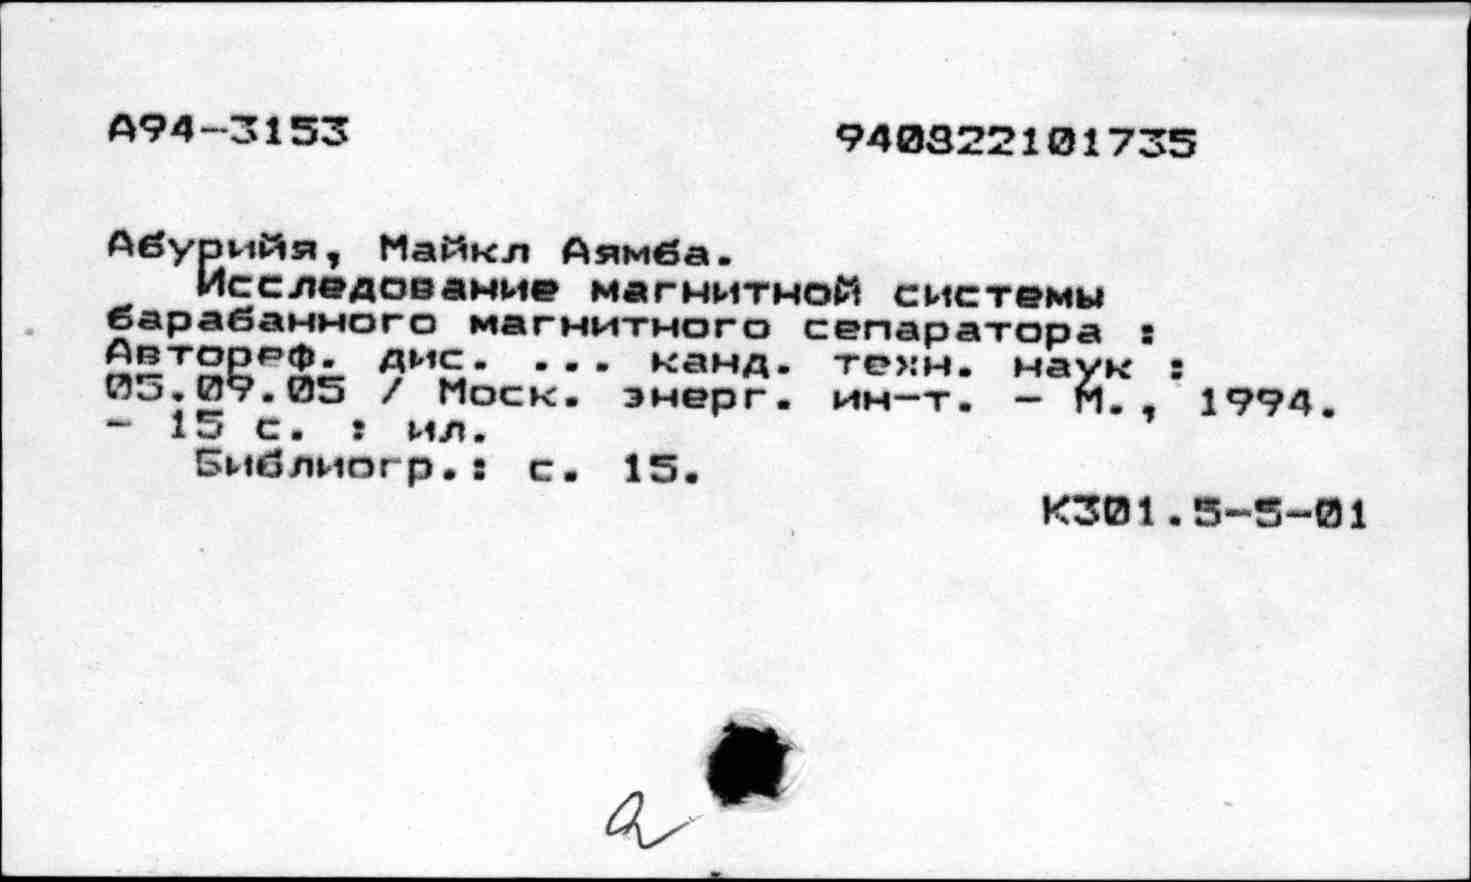 А94-3153
940822101735
Абурийя, Майкл Аямба.
Исследование магнитной системы
барабанного магнитного сепаратора :
Автореф. дис. ... канд. техн. наук :
05.09.05 / Моск. энерг. ин-т. - М., 1994.
- 15 с. : ил.
Библиогр.: с. 15.
К301.5-5-01